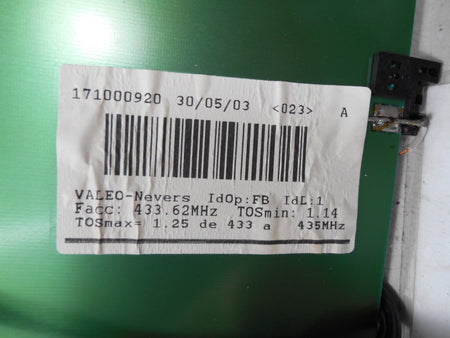 171000920 30/05/03 <023> A
VALEO-Nevers IdOp:FB IdL:1
Facc: 433.62MHz TOSmin: 1.14
TOSmax= 1.25 de 433 a 435MHz